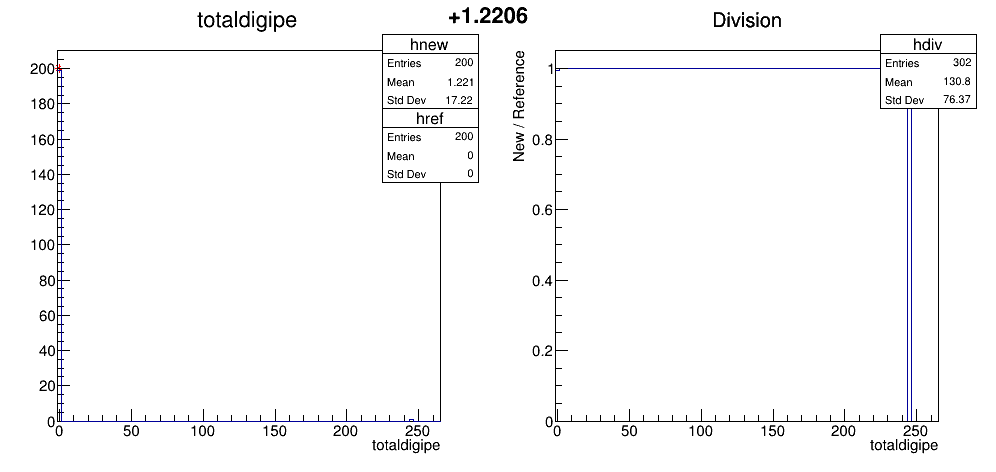 totaldigipe
+1.2206
Division
hnew
Entries 200
Mean 1.221
Std Dev 17.22
href
Entries 200
Mean 0
Std Dev 0
200
180
160
140
120
100
80
60
40
20
0
0 50 100 150 200 250
totaldigipe
hdiv
Entries 302
Mean 130.8
Std Dev 76.37
New / Reference
1
0.8
0.6
0.4
0.2
0
0 50 100 150 200 250
totaldigipe